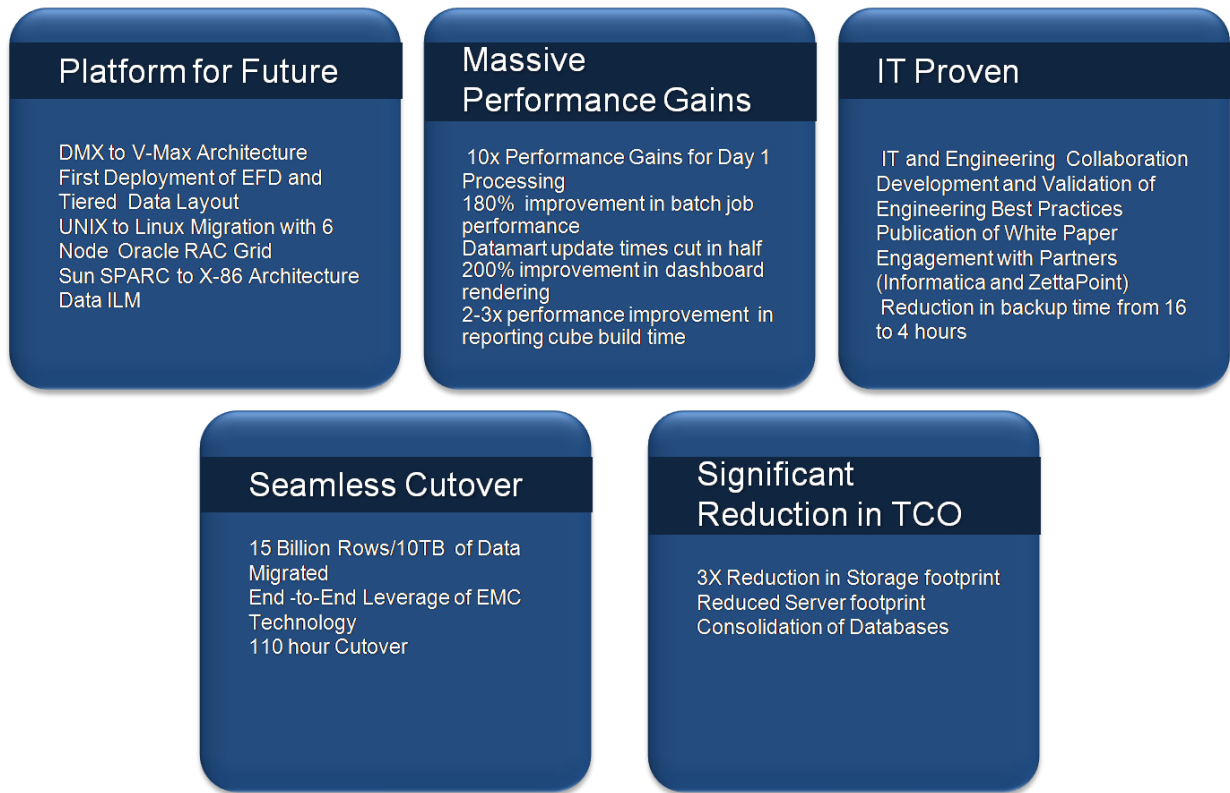 Platform for Future
DMX to V-Max Architecture
First Deployment of EFD and
Tiered Data Layout
UNIX to Linux Migration with 6
Node Oracle RAC Grid
Sun SPARC to X-86 Architecture
Data ILM
Massive
Performance Gains
10x Performance Gains for Day 1
Processing
180% improvement in batch job
performance
Datamart update times cut in half
200% improvement in dashboard
rendering
2-3x performance improvement in
reporting cube build time
IT Proven
IT and Engineering Collaboration
Development and Validation of
Engineering Best Practices
Publication of White Paper
Engagement with Partners
(Informatica and ZettaPoint)
Reduction in backup time from 16
to 4 hours
Seamless Cutover
15 Billion Rows/10TB of Data
Migrated
End -to-End Leverage of EMC
Technology
110 hour Cutover
Significant
Reduction in TCO
3X Reduction in Storage footprint
Reduced Server footprint
Consolidation of Databases